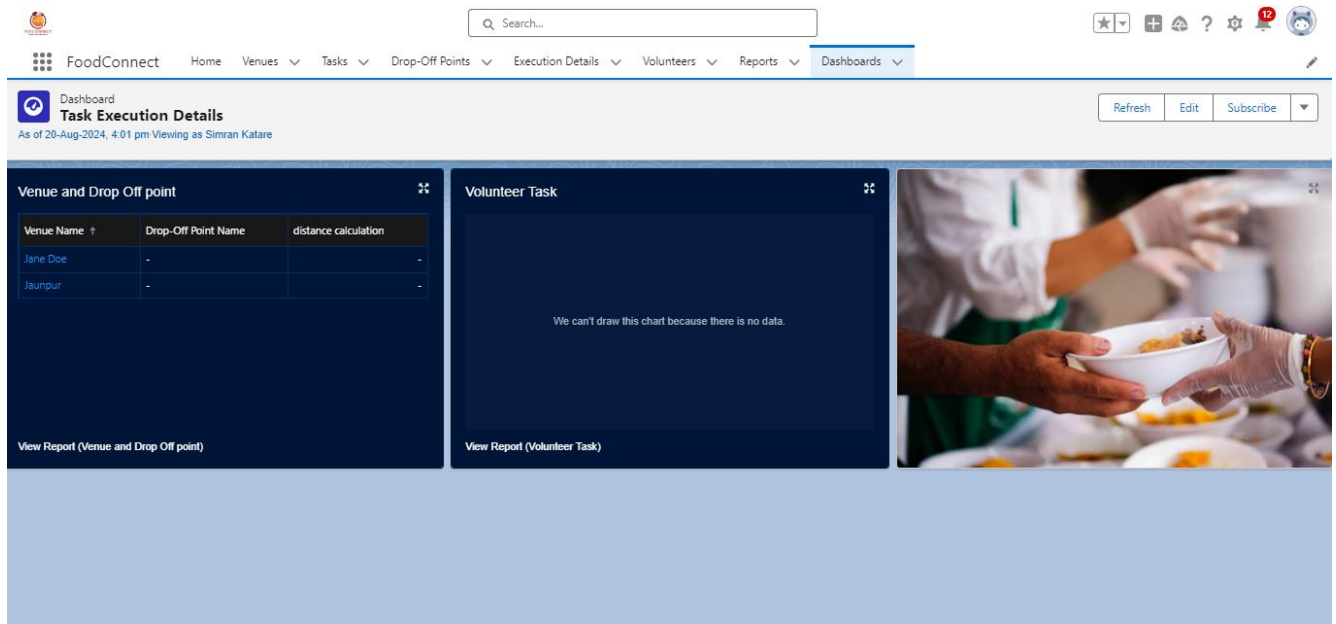 Search...
12
FoodConnect Home Venues Tasks Drop-Off Points Execution Details Volunteers Reports Dashboards
Dashboard
Task Execution Details
As of 20-Aug-2024, 4:01 pm·Viewing as Simran Katare
Refresh Edit Subscribe
Venue and Drop Off point
Venue Name ↑ Drop-Off Point Name distance calculation
Jane Doe - -
Jaunpur - -
View Report (Venue and Drop Off point)
Volunteer Task
We can't draw this chart because there is no data.
View Report (Volunteer Task)